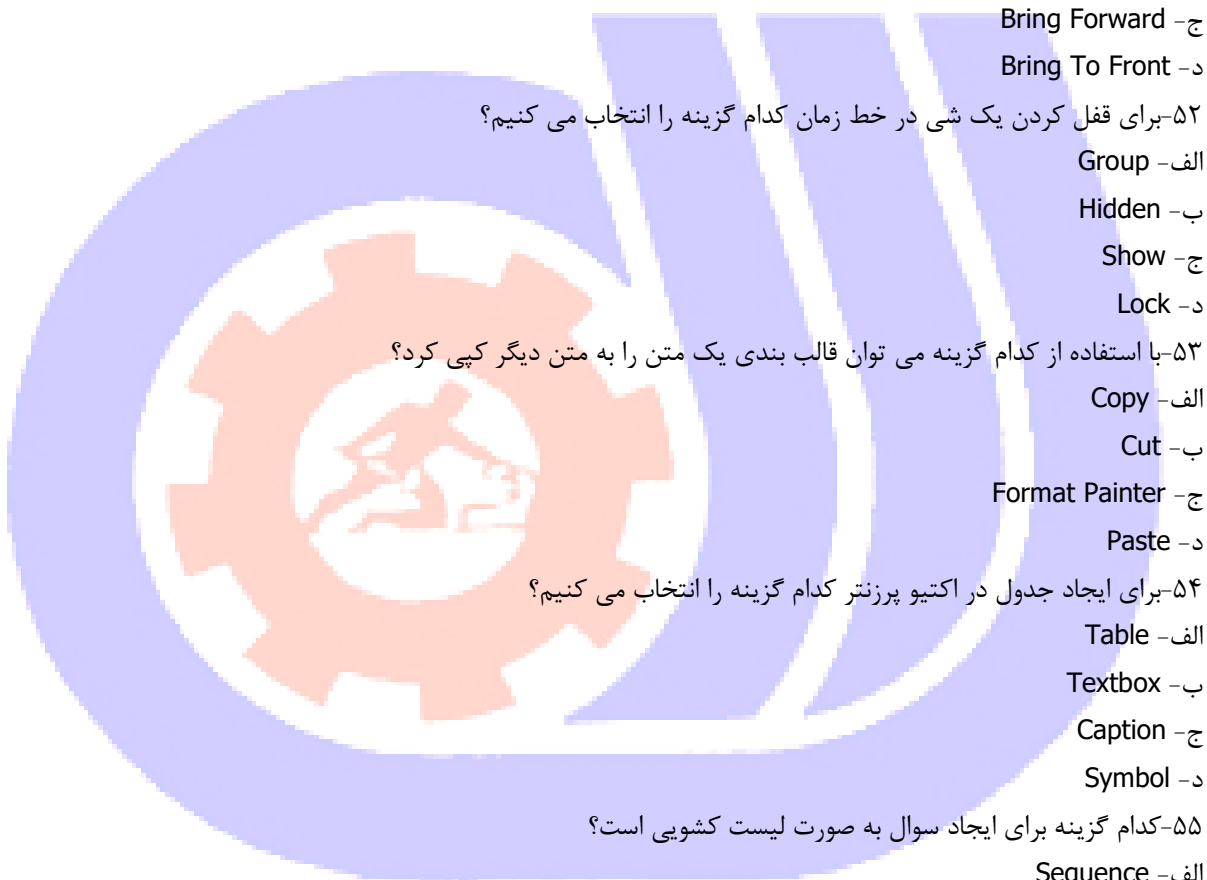 ج- Bring Forward
د- Bring To Front
۵۲-برای قفل کردن یک شی در خط زمان کدام گزینه را انتخاب می کنیم؟
الف- Group
ب- Hidden
ج- Show
د- Lock
۵۳-با استفاده از کدام گزینه می توان قالب بندی یک متن را به متن دیگر کپی کرد؟
الف- Copy
ب- Cut
ج- Format Painter
د- Paste
۵۴-برای ایجاد جدول در اکتیو پرزنتر کدام گزینه را انتخاب می کنیم؟
الف- Table
ب- Textbox
ج- Caption
د- Symbol
۵۵-کدام گزینه برای ایجاد سوال به صورت لیست کشویی است؟
الف- Sequence